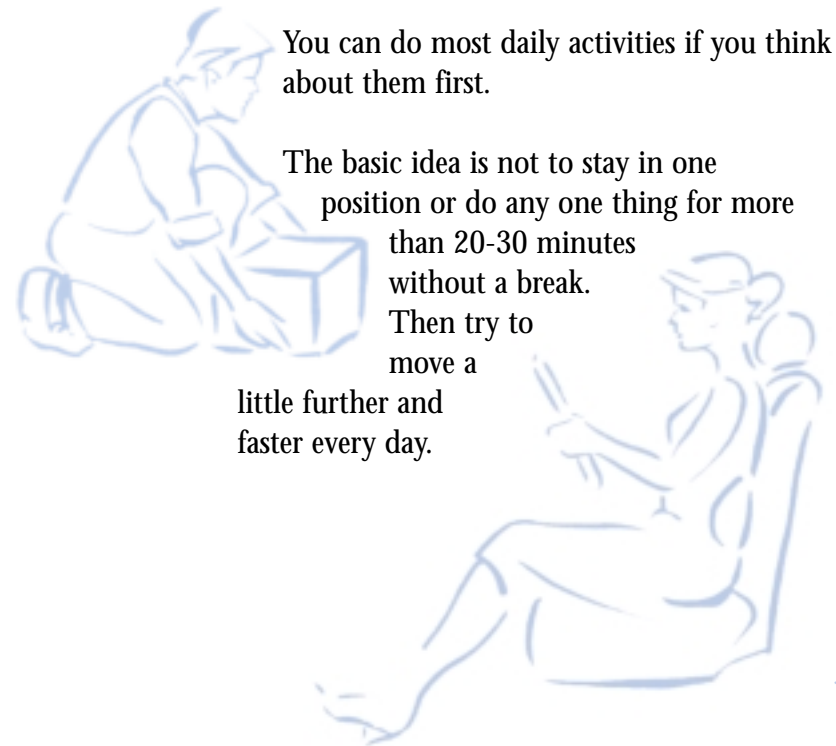 You can do most daily activities if you think
about them first.
The basic idea is not to stay in one
position or do any one thing for more
than 20-30 minutes
without a break.
Then try to
move a
little further and
faster every day.